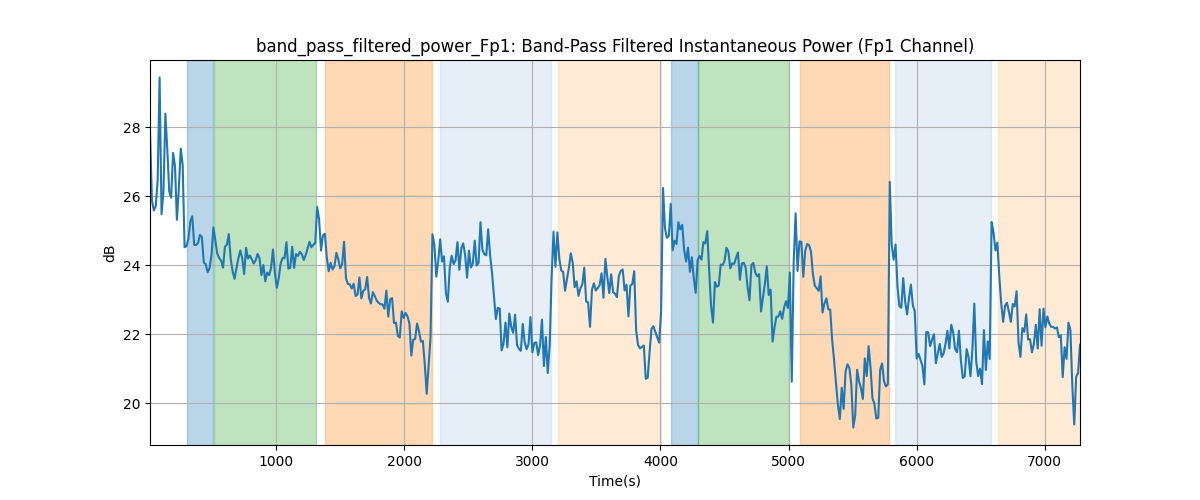 band_pass_filtered_power_Fp1: Band-Pass Filtered Instantaneous Power (Fp1 Channel)
28
26
24
22
20
dB
1000 2000 3000 4000 5000 6000 7000
Time(s)